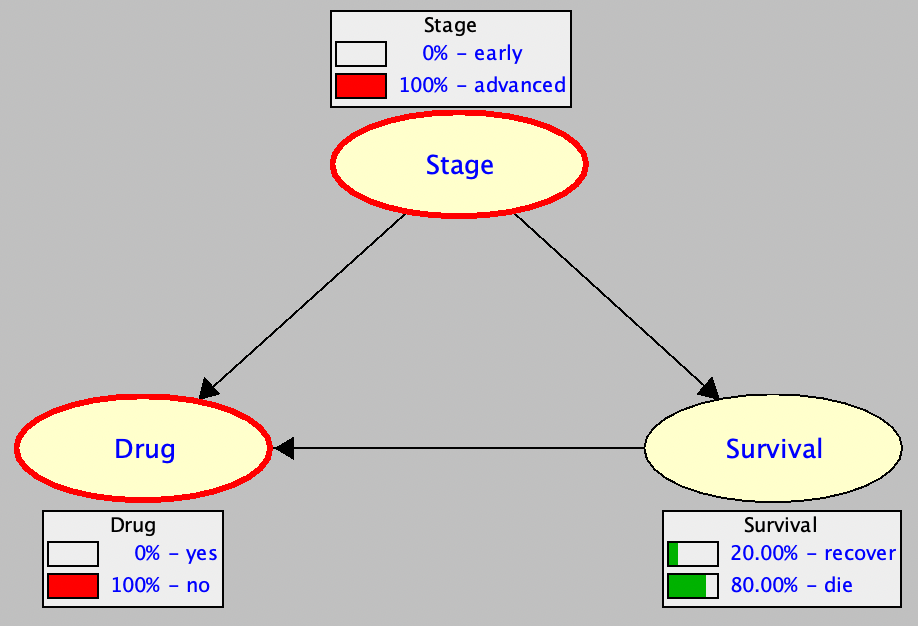 Stage
0% - early
100% - advanced
Stage
Drug
Survival
Drug
0% - yes
100% - no
Survival
20.00% - recover
80.00% - die